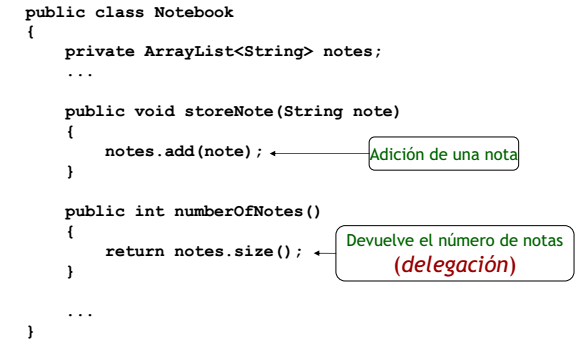 public class Notebook
{
private ArrayList<String> notes;
...
public void storeNote(String note)
{
notes.add(note);
Adición de una nota
}
public int numberOfNotes()
{
return notes.size();
Devuelve el número de notas
(delegación)
}
...
}